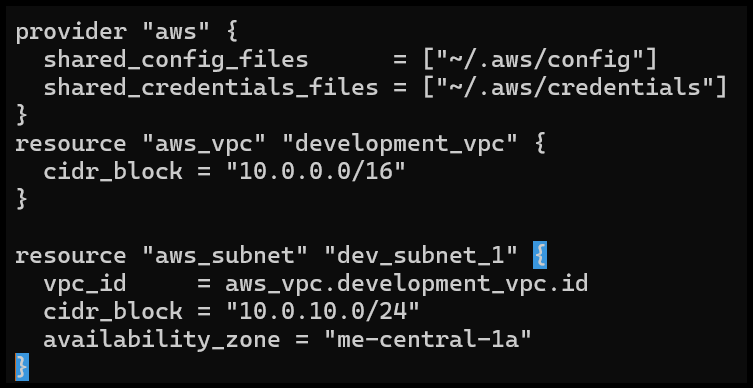 provider "aws" {
  shared_config_files      = ["~/.aws/config"]
  shared_credentials_files = ["~/.aws/credentials"]
}
resource "aws_vpc" "development_vpc" {
  cidr_block = "10.0.0.0/16"
}

resource "aws_subnet" "dev_subnet_1" {
  vpc_id     = aws_vpc.development_vpc.id
  cidr_block = "10.0.10.0/24"
  availability_zone = "me-central-1a"
}